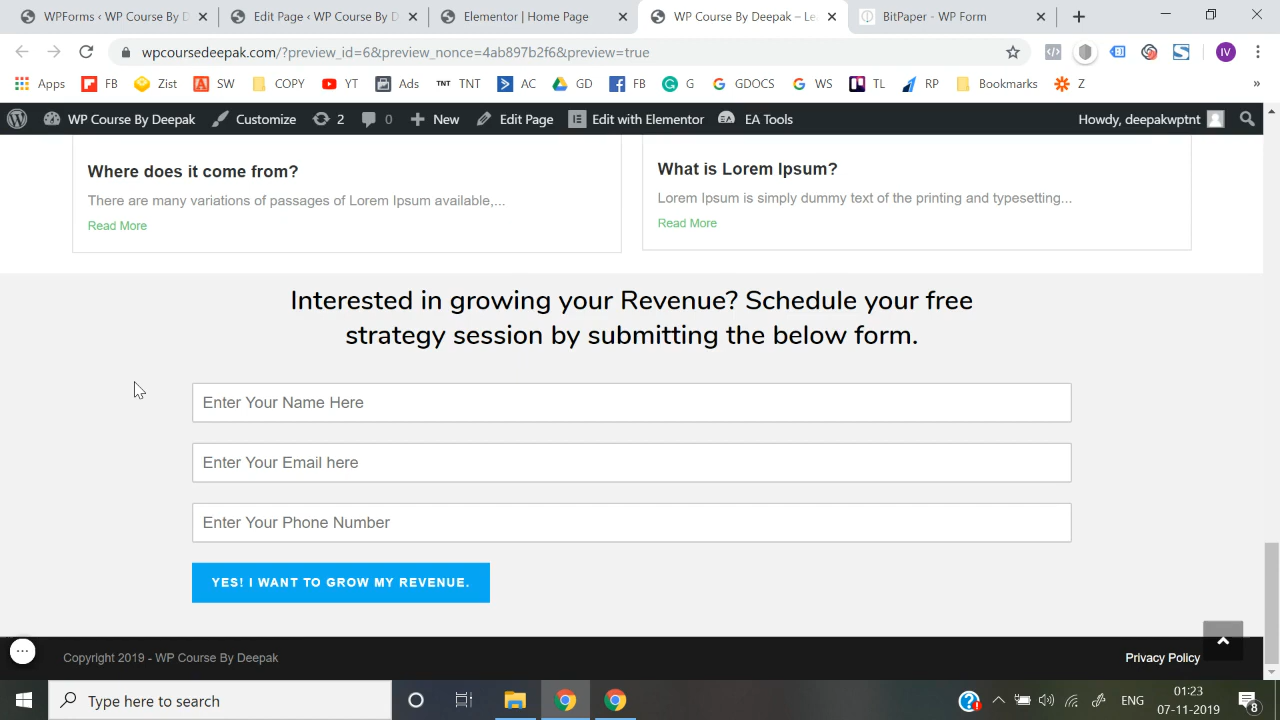 WPForms ‹ WP Course By D
Edit Page ‹ WP Course By D
Elementor | Home Page
WP Course By Deepak – Le
BitPaper - WP Form
wpcoursedeepak.com/?preview_id=6&preview_nonce=4ab897b2f6&preview=true
IV
Apps FB Zist SW COPY YT Ads TNT TNT AC GD FB G GDOCS WS TL RP Bookmarks Z »
WP Course By Deepak Customize 2 0 New Edit Page Edit with Elementor EA EA Tools Howdy, deepakwptnt
Where does it come from?
There are many variations of passages of Lorem Ipsum available,...
Read More
What is Lorem Ipsum?
Lorem Ipsum is simply dummy text of the printing and typesetting...
Read More
Interested in growing your Revenue? Schedule your free
strategy session by submitting the below form.
Enter Your Name Here
Enter Your Email here
Enter Your Phone Number
YES! I WANT TO GROW MY REVENUE.
Copyright 2019 - WP Course By Deepak
Privacy Policy
Type here to search
ENG
01:23
07-11-2019
8